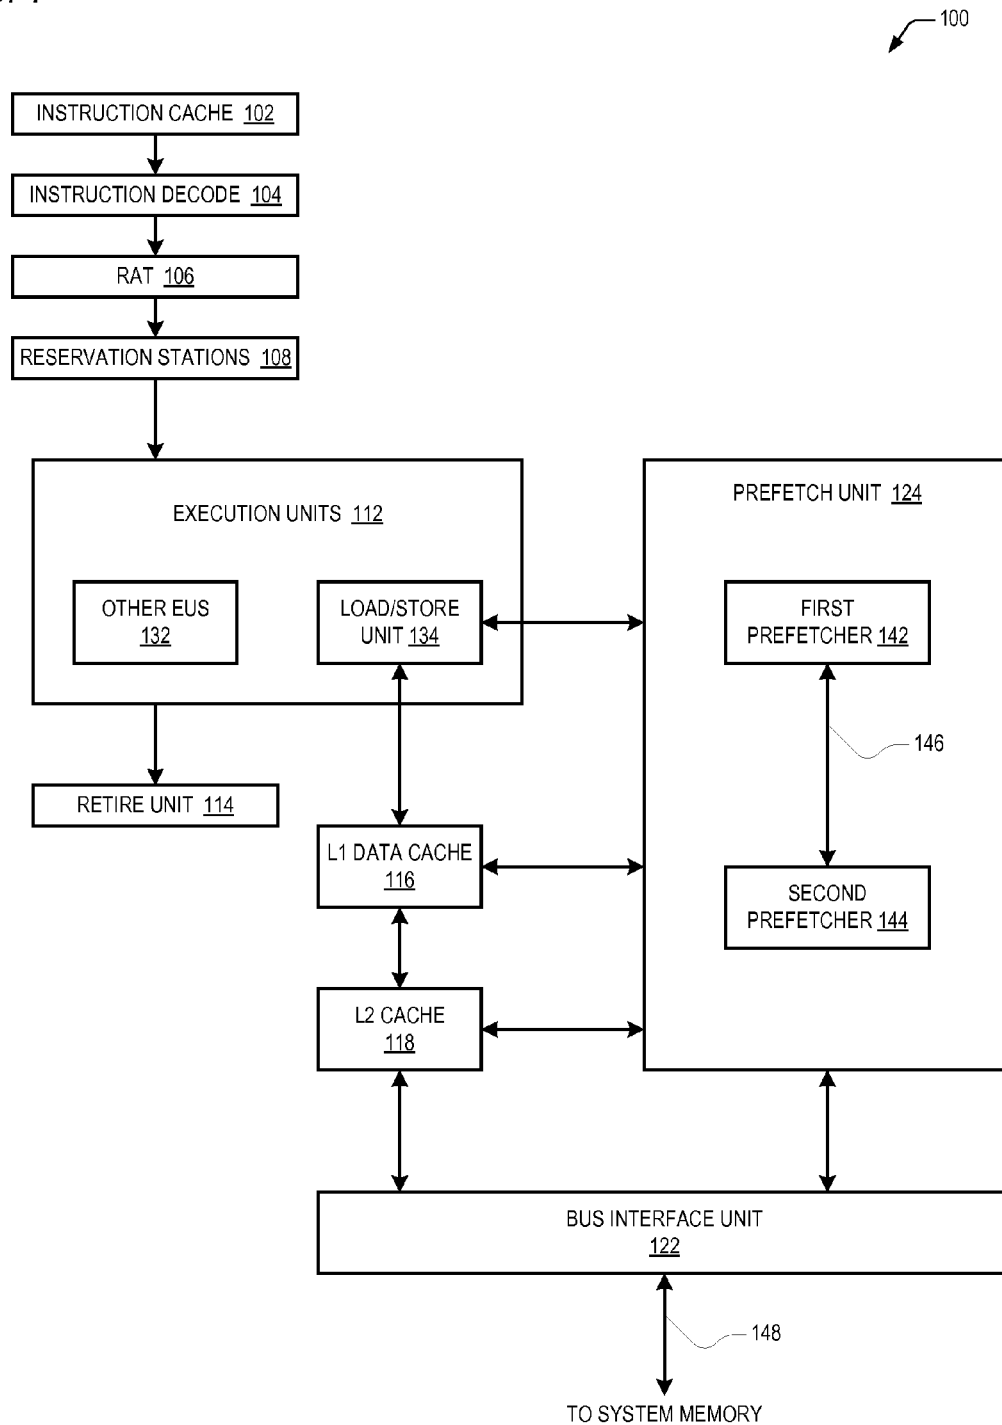 100
INSTRUCTION CACHE 102
INSTRUCTION DECODE 104
RAT 106
RESERVATION STATIONS 108
EXECUTION UNITS 112
PREFETCH UNIT 124
OTHER EUS
132
LOAD/STORE
UNIT 134
FIRST
PREFETCHER 142
146
RETIRE UNIT 114
L1 DATA CACHE
116
SECOND
PREFETCHER 144
L2 CACHE
118
BUS INTERFACE UNIT
122
148
TO SYSTEM MEMORY